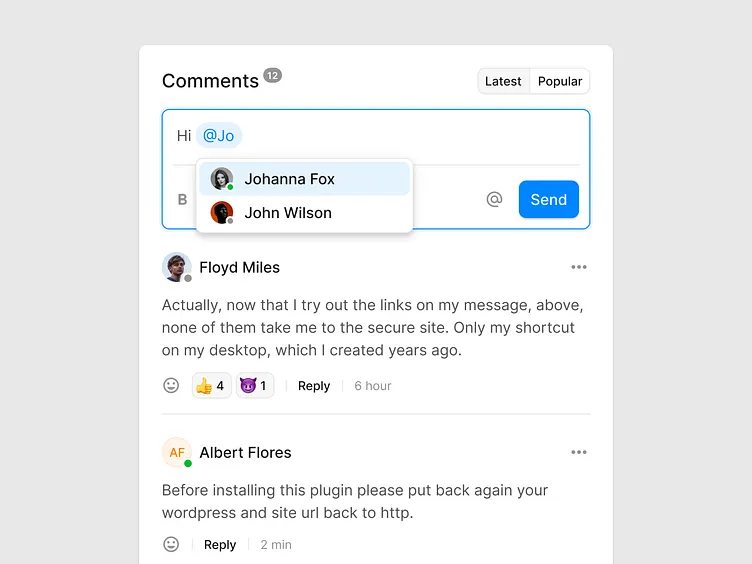 Comments 12
Latest Popular
Hi @Jo
Johanna Fox
John Wilson
B @ Send
Floyd Miles
Actually, now that I try out the links on my message, above,
none of them take me to the secure site. Only my shortcut
on my desktop, which I created years ago.
4 1 Reply 6 hour
AF Albert Flores
Before installing this plugin please put back again your
wordpress and site url back to http.
Reply 2 min